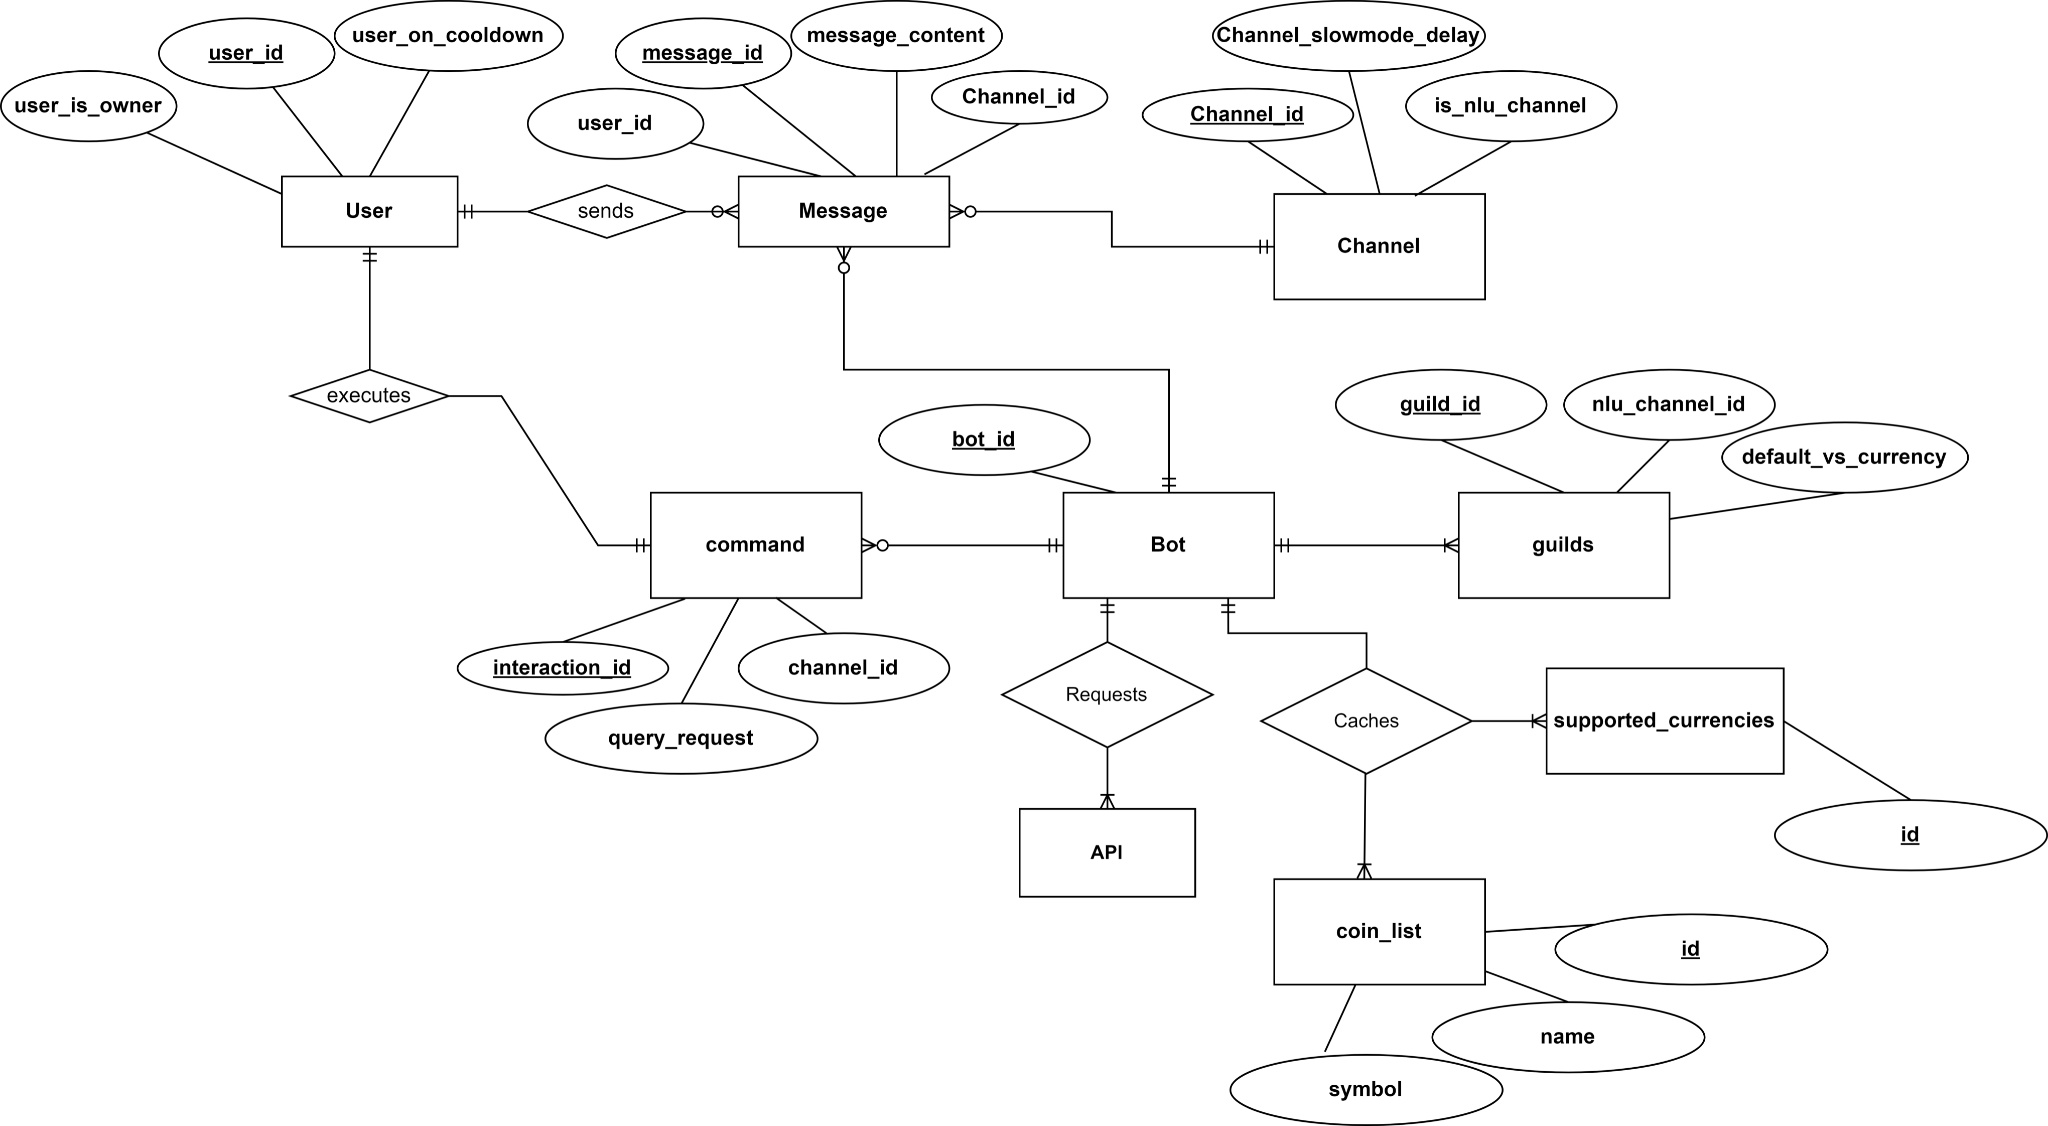 user_id
user_on_cooldown
user_is_owner
message_id
message_content
user_id
Channel_id
Channel_slowmode_delay
Channel_id
is_nlu_channel
User
sends
Message
Channel
executes
bot_id
guild_id
nlu_channel_id
default_vs_currency
command
Bot
guilds
interaction_id
channel_id
query_request
Requests
Caches
supported_currencies
API
id
coin_list
id
name
symbol